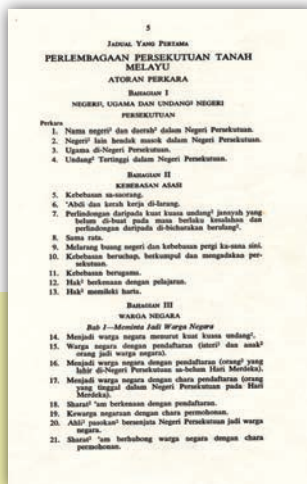 5
JADUAL YANG PERTAMA
PERLEMBAGAAN PERSEKUTUAN TANAH
MELAYU
ATORAN PERKARA
BAHAGIAN I
NEGERI², UGAMA DAN UNDANG² NEGERI
PERSEKUTUAN
Perkara
1. Nama negeri² dan daerah² dalam Negeri Persekutuan.
2. Negeri² lain hendak masok dalam Negeri Persekutuan.
3. Ugama di-Negeri Persekutuan.
4. Undang² Tertinggi dalam Negeri Persekutuan.
BAHAGIAN II
KEBEBASAN ASASI
5. Kebebasan sa-saorang.
6. 'Abdi dan kerah kerja di-larang.
7. Perlindongan daripada kuat kuasa undang² janayah yang
belum di-buat pada masa berlaku kesalahan dan
perlindongan daripada di-bicharakan berulang².
8. Sama rata.
9. Melarang buang negeri dan kebebasan pergi ka-sana sini.
10. Kebebasan beruchap, berkumpul dan mengadakan per-
sekutuan.
11. Kebebasan berugama.
12. Hak² berkenaan dengan pelajaran.
13. Hak² memileki harta.
BAHAGIAN III
WARGA NEGARA
Bab 1—Meminta Jadi Warga Negara
14. Menjadi warga negara menurut kuat kuasa undang².
15. Warga negara dengan pendaftaran (isteri² dan anak²
orang jadi warga negara).
16. Menjadi warga negara dengan pendaftaran (orang² yang
lahir di-Negeri Persekutuan sa-belum Hari Merdeka).
17. Menjadi warga negara dengan chara pendaftaran (orang
yang tinggal dalam Negeri Persekutuan pada Hari
Merdeka).
18. Sharat² 'am berkenaan dengan pendaftaran.
19. Kewarga negaraan dengan chara permohonan.
20. Ahli² pasokan² bersenjata Negeri Persekutuan jadi warga
negara.
21. Sharat² 'am berhubong warga negara dengan chara
permohonan.